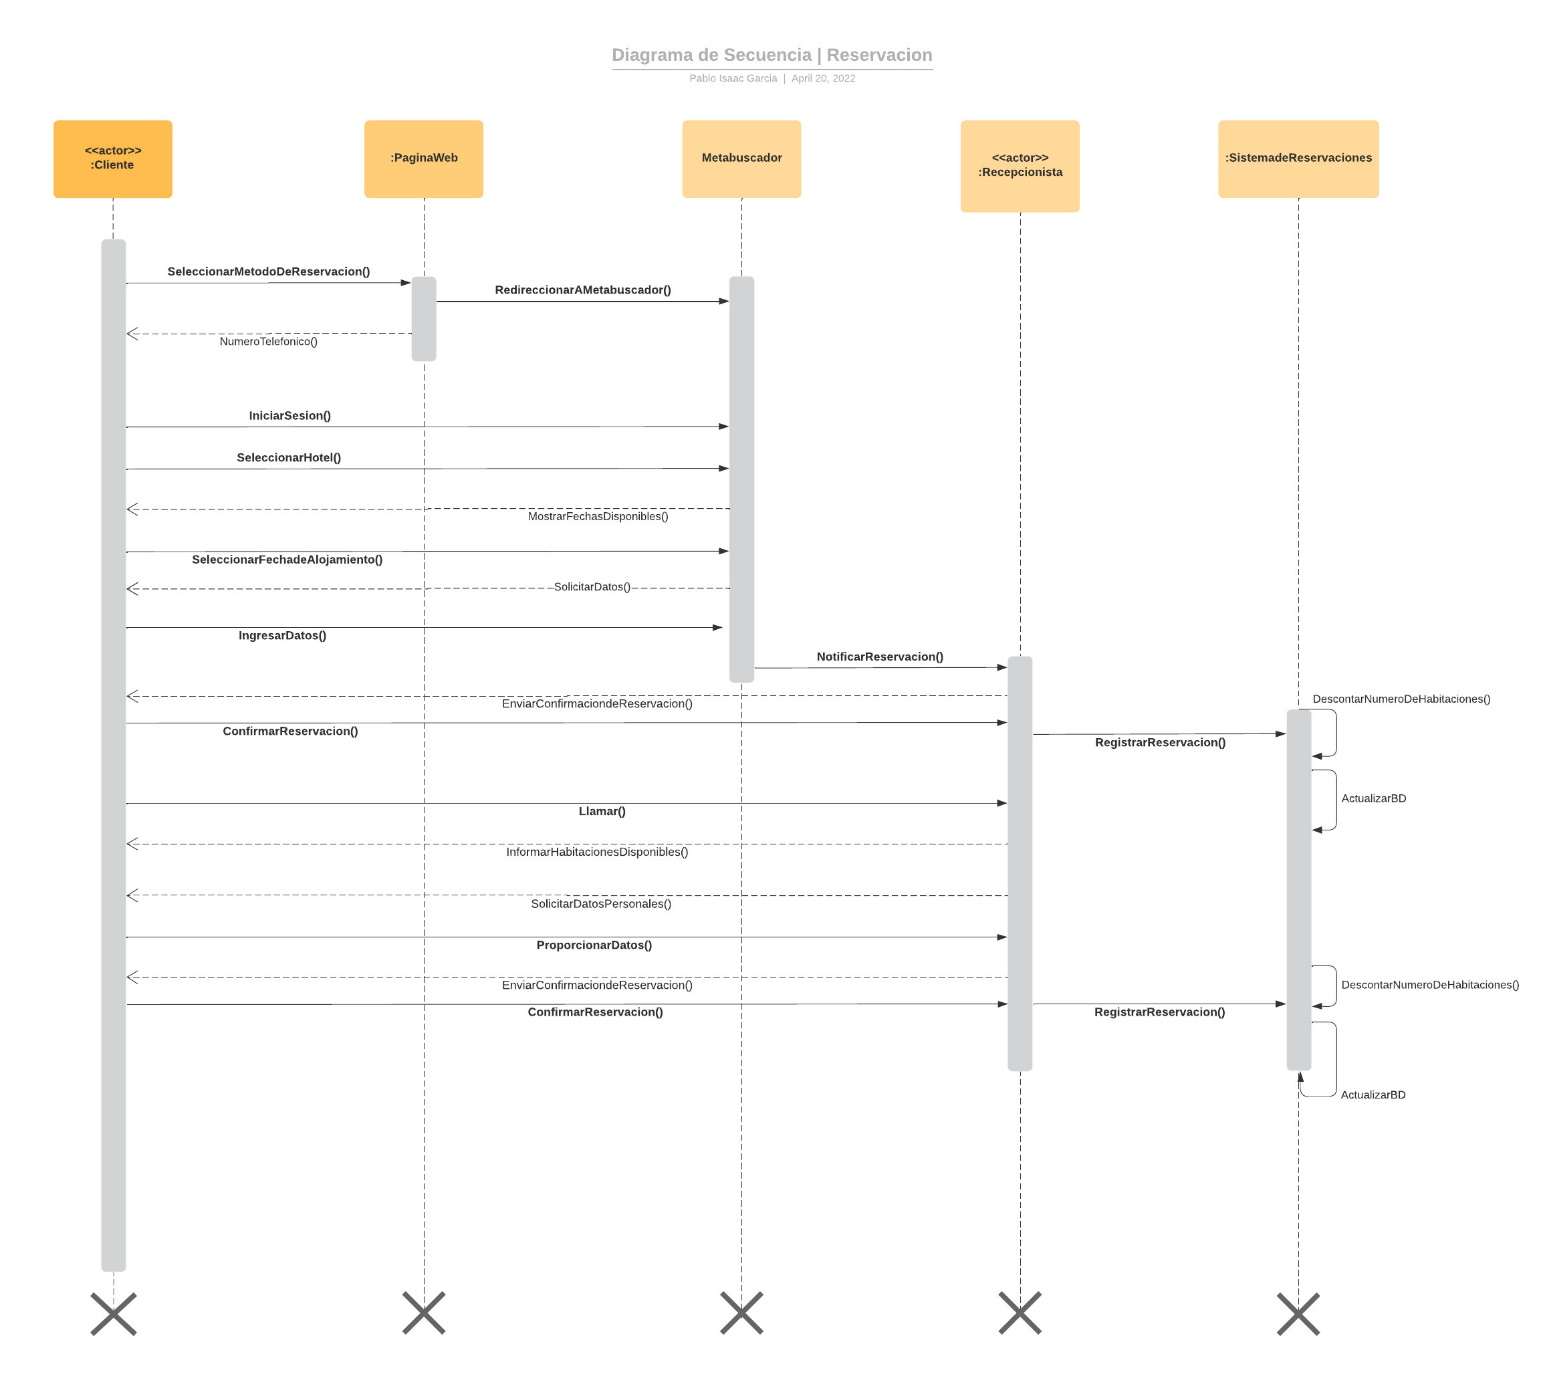 Diagrama de Secuencia | Reservacion
Pablo Isaac Garcia | April 20, 2022
<<actor>>
:Cliente
:PaginaWeb
Metabuscador
<<actor>>
:Recepcionista
:SistemadeReservaciones
SeleccionarMetodoDeReservacion()
RedireccionarAMetabuscador()
NumeroTelefonico()
IniciarSesion()
SeleccionarHotel()
MostrarFechasDisponibles()
SeleccionarFechadeAlojamiento()
SolicitarDatos()
IngresarDatos()
NotificarReservacion()
EnviarConfirmaciondeReservacion()
DescontarNumeroDeHabitaciones()
ConfirmarReservacion()
RegistrarReservacion()
ActualizarBD
Llamar()
InformarHabitacionesDisponibles()
SolicitarDatosPersonales()
ProporcionarDatos()
EnviarConfirmaciondeReservacion()
DescontarNumeroDeHabitaciones()
ConfirmarReservacion()
RegistrarReservacion()
ActualizarBD